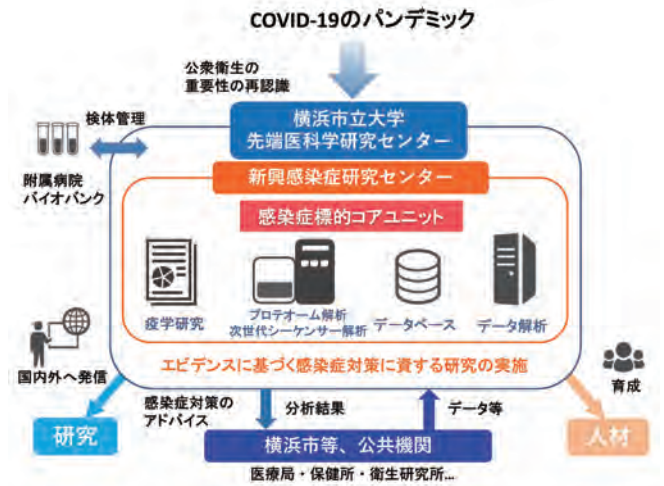 COVID-19のパンデミック
公衆衛生の
重要性の再認識
横浜市立大学
先端医科学研究センター
検体管理
附属病院
バイオバンク
新興感染症研究センター
感染症標的コアユニット
疫学研究
プロテオーム解析
次世代シーケンサー解析
データベース
データ解析
エビデンスに基づく感染症対策に資する研究の実施
国内外へ発信
育成
研究
感染症対策の
アドバイス
分析結果
データ等
人材
横浜市等、公共機関
医療局・保健所・衛生研究所…